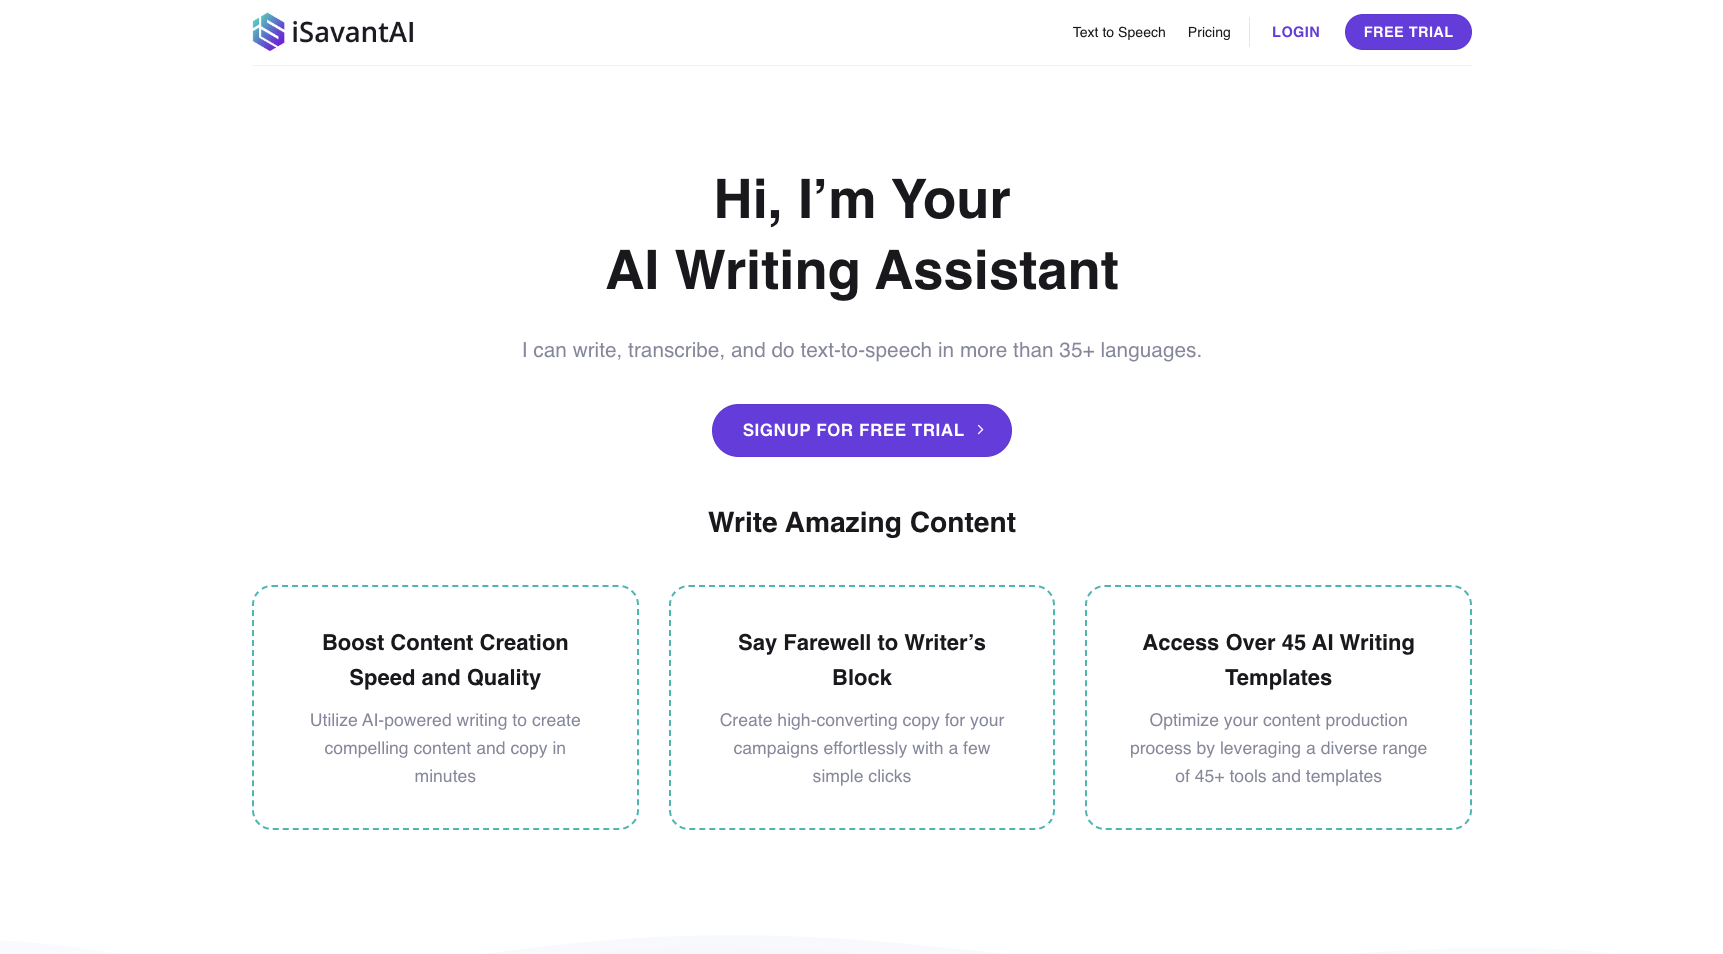 iSavantAI
Text to Speech
Pricing
LOGIN
FREE TRIAL
Hi, I’m Your
AI Writing Assistant
I can write, transcribe, and do text-to-speech in more than 35+ languages.
SIGNUP FOR FREE TRIAL
Write Amazing Content
Boost Content Creation
Speed and Quality
Utilize AI-powered writing to create
compelling content and copy in
minutes
Say Farewell to Writer’s
Block
Create high-converting copy for your
campaigns effortlessly with a few
simple clicks
Access Over 45 AI Writing
Templates
Optimize your content production
process by leveraging a diverse range
of 45+ tools and templates